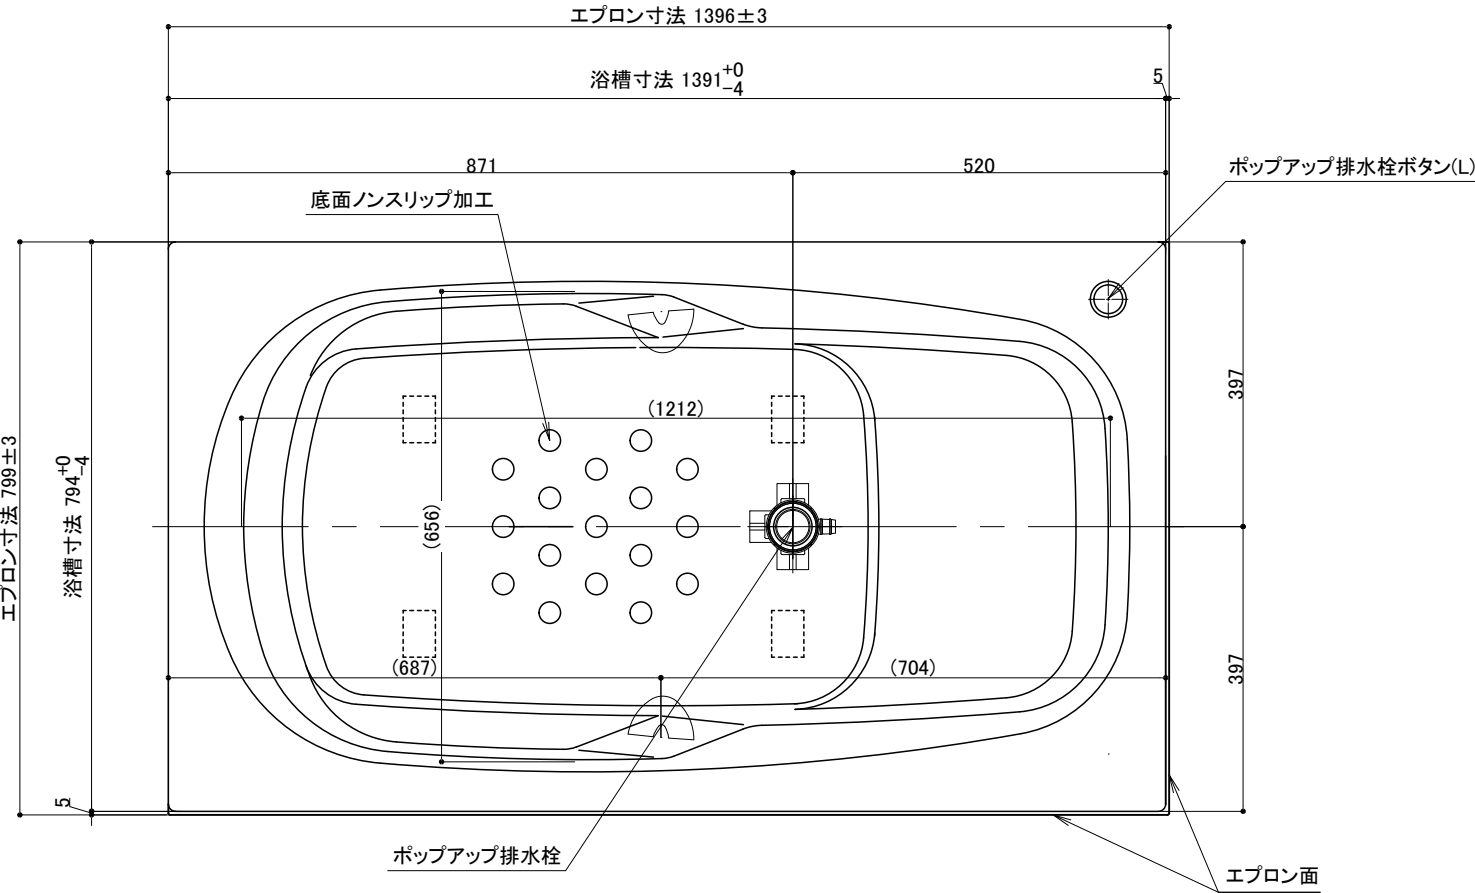 エプロン寸法 1396±3
浴槽寸法 1391+0 -4
5
871
520
ポップアップ排水栓ボタン(L)
底面ノンスリップ加工
397
(1212)
エプロン寸法 799±3
浴槽寸法 794+0 -4
(656)
(687)
(704)
397
5
ポップアップ排水栓
エプロン面